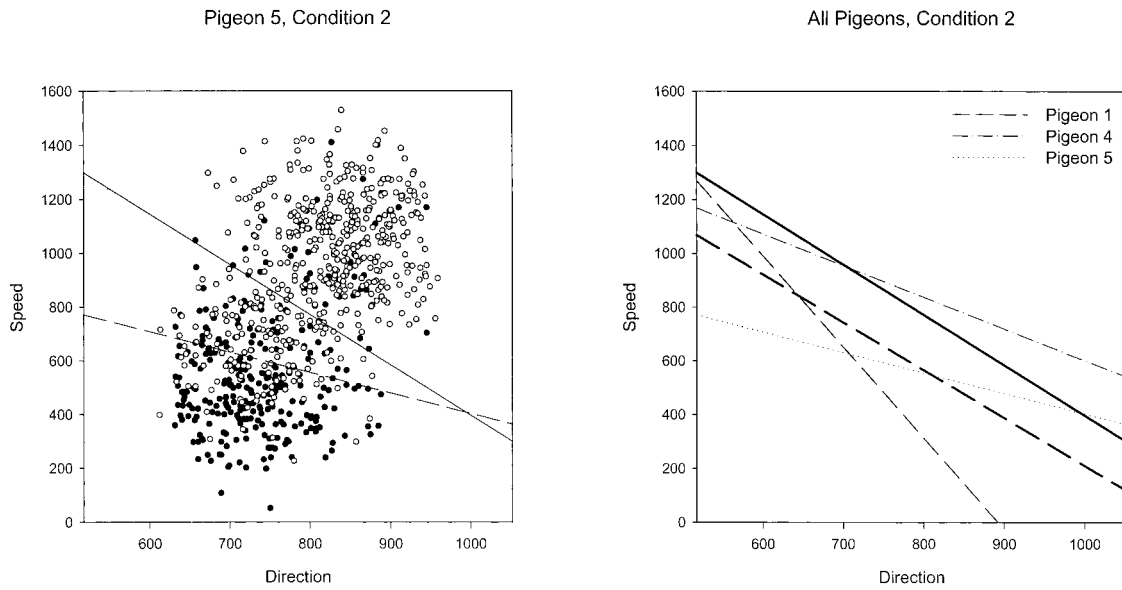 Pigeon 5, Condition 2
1600
1400
1200
1000
800
600
400
200
0
Speed
600 700 800 900 1000
Direction
All Pigeons, Condition 2
1600
1400
1200
1000
800
600
400
200
0
Speed
Pigeon 1
Pigeon 4
Pigeon 5
600 700 800 900 1000
Direction